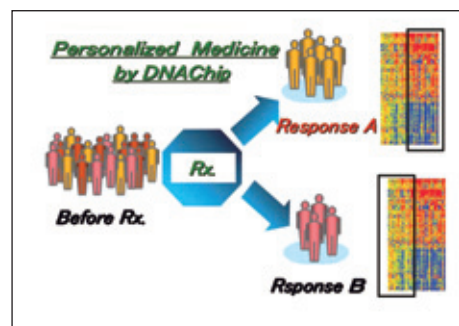 Personalized Medicine
by DNAChip
Response A
Rx.
Before Rx.
Rsponse B